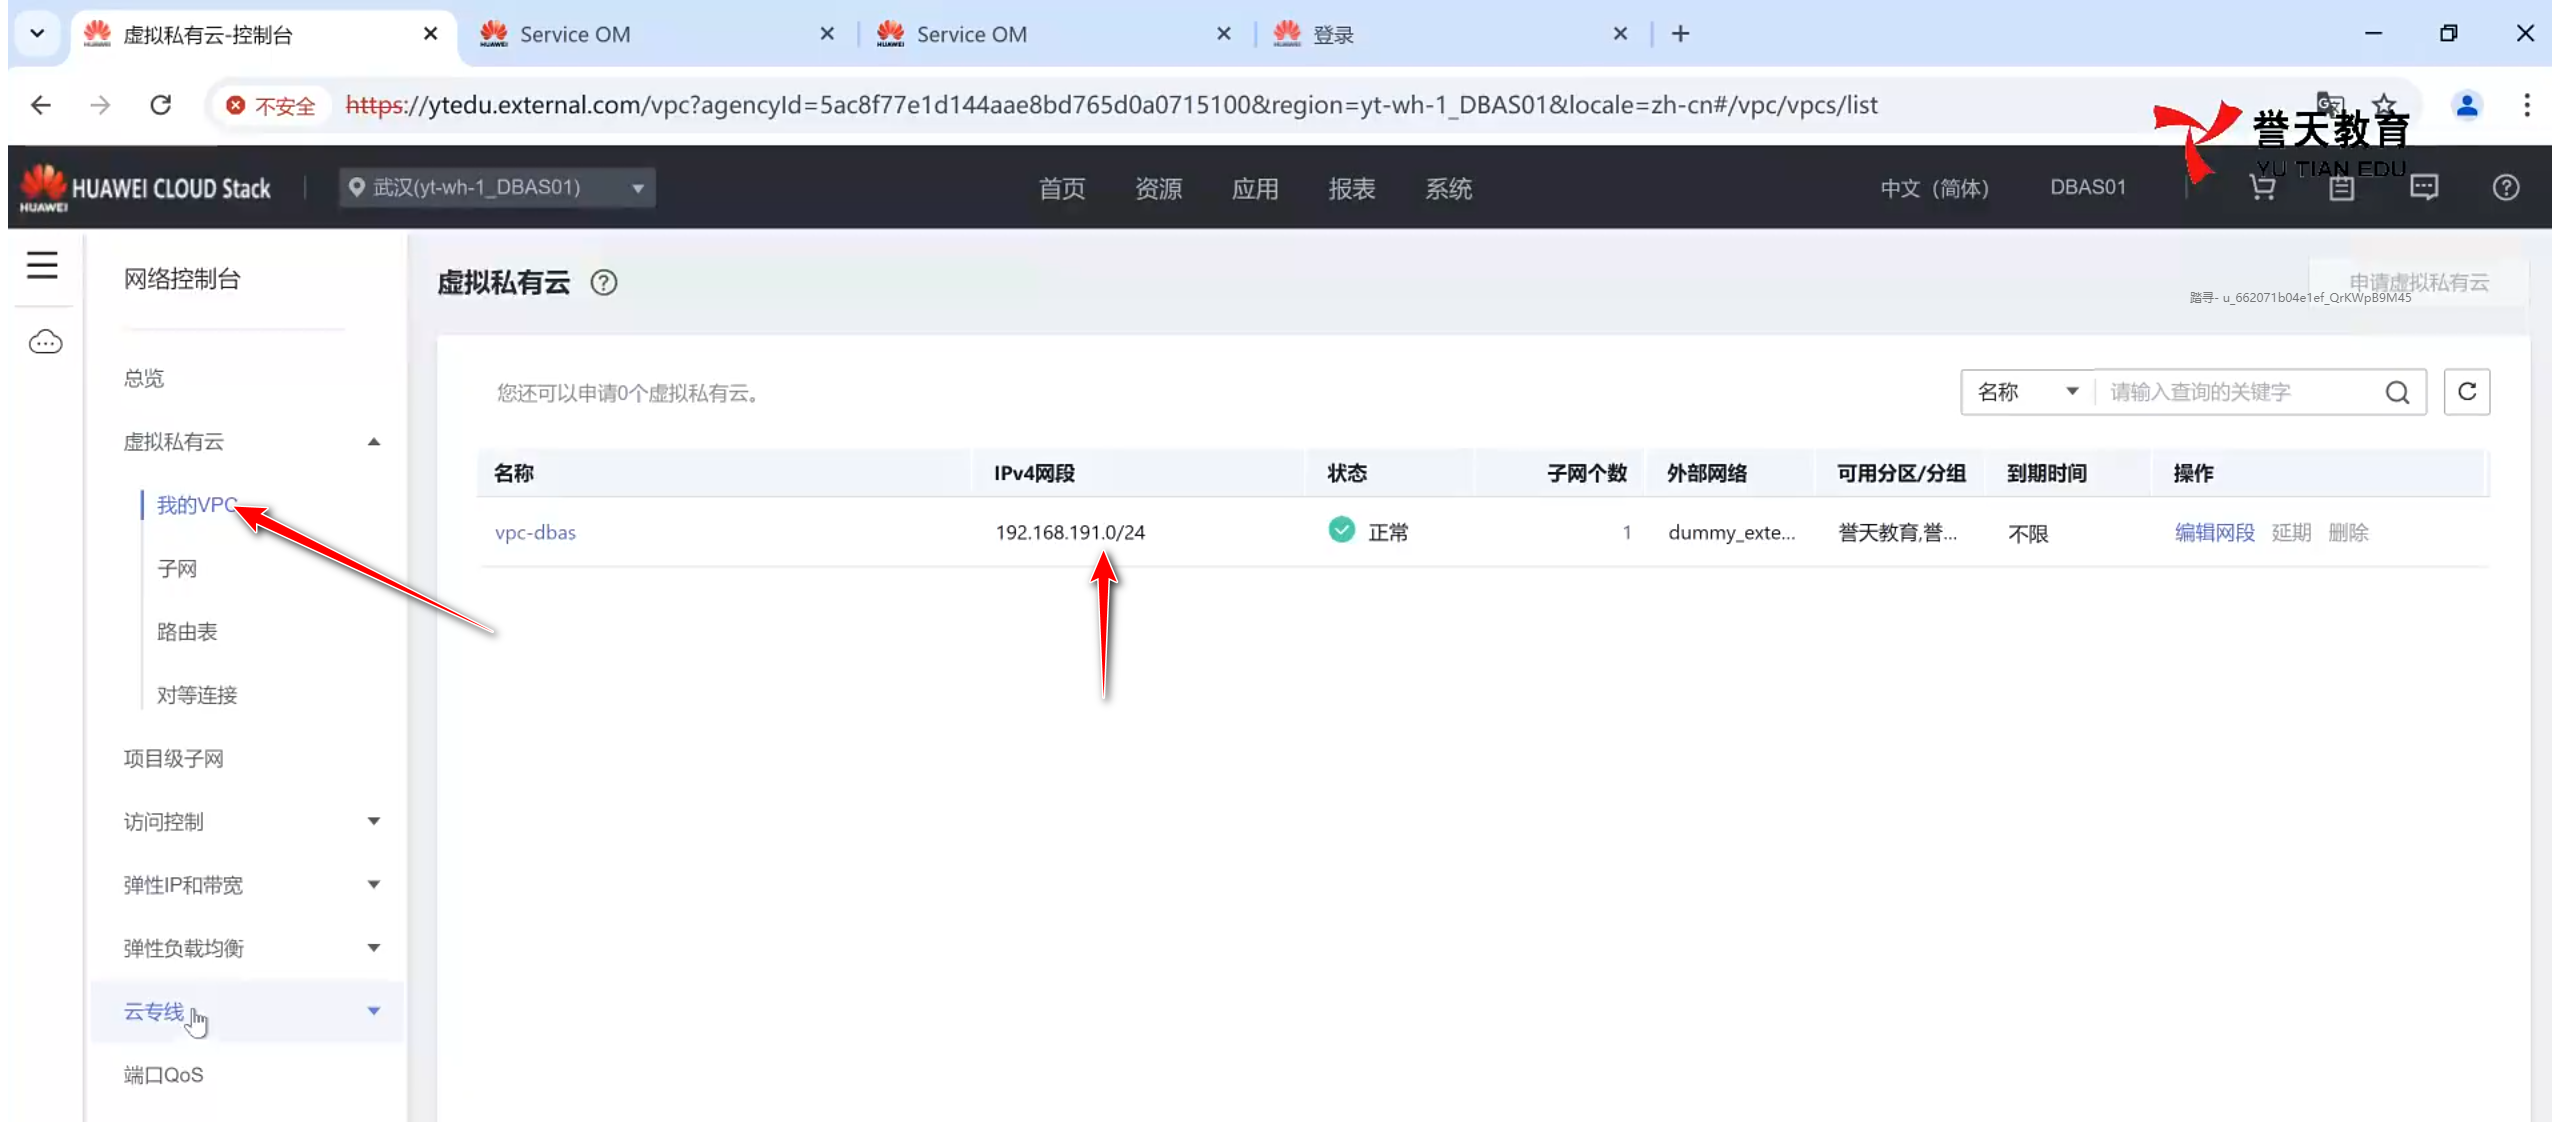 虚拟私有云-控制台
Service OM
Service OM
登录
不安全
https://ytedu.external.com/vpc?agencyId=5ac8f77e1d144aae8bd765d0a0715100&region=yt-wh-1_DBAS01&locale=zh-cn#/vpc/vpcs/list
誉天教育
YU TIAN EDU
HUAWEI
HUAWEI CLOUD Stack
武汉(yt-wh-1_DBAS01)
首页
资源
应用
报表
系统
中文（简体）
DBAS01
网络控制台
总览
虚拟私有云
我的VPC
子网
路由表
对等连接
项目级子网
访问控制
弹性IP和带宽
弹性负载均衡
云专线
端口QoS
虚拟私有云
申请虚拟私有云
踏寻- u_662071b04e1ef_QrKWpB9M45
您还可以申请0个虚拟私有云。
名称
请输入查询的关键字
名称 IPv4网段 状态 子网个数 外部网络 可用分区/分组 到期时间 操作
vpc-dbas 192.168.191.0/24 正常 1 dummy_exte... 誉天教育,誉... 不限 编辑网段 延期 删除